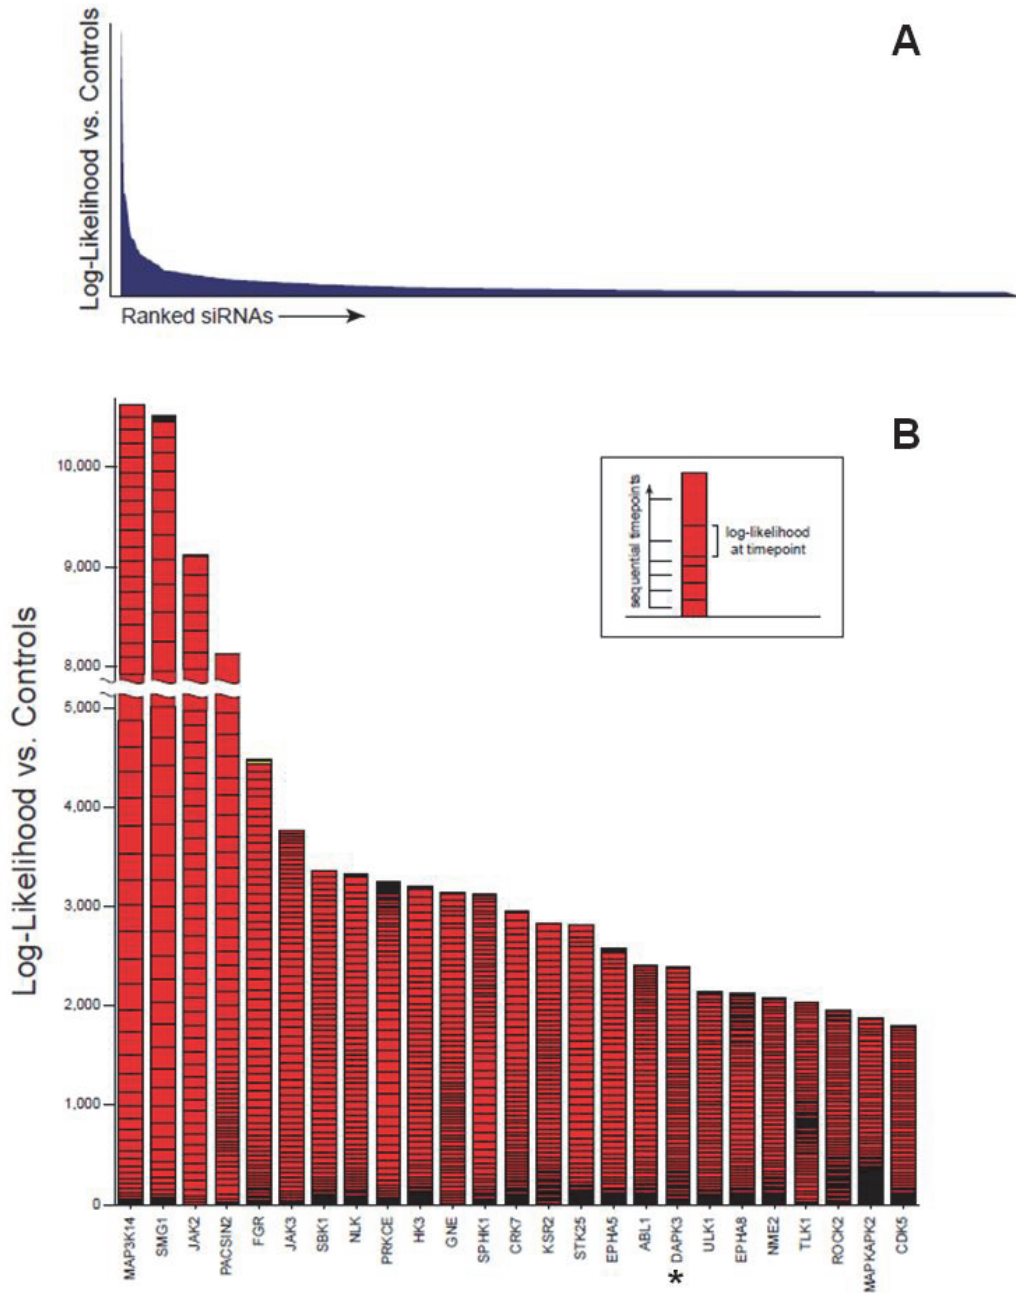 A
Log-Likelihood vs. Controls
Ranked siRNAs
B
Log-Likelihood vs. Controls
10,000
9,000
8,000
5,000
4,000
3,000
2,000
1,000
0
sequential timepoints
log-likelihood
at timepoint
MAP3K14
SMG1
JAK2
PACSIN2
FGR
JAK3
SBK1
NLK
PRKCE
HK3
GNE
SPHK1
CRK7
KSR2
STK25
EPHA5
ABL1
* DAPK3
ULK1
EPHA8
NME2
TLK1
ROCK2
MAPKAPK2
CDK5